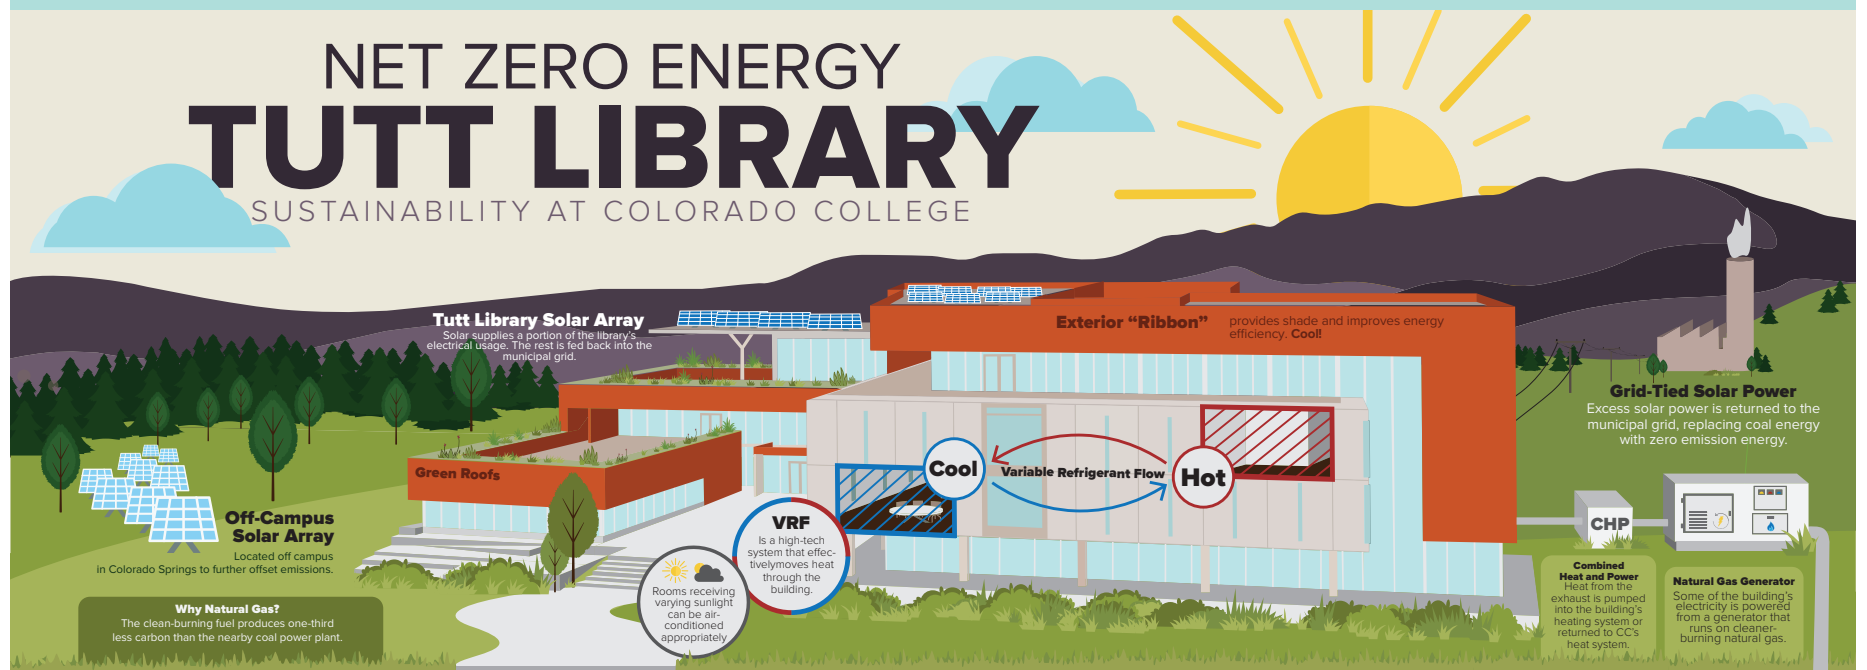 NET ZERO ENERGY
TUTT LIBRARY
SUSTAINABILITY AT COLORADO COLLEGE
Tutt Library Solar Array
Solar supplies a portion of the library's
electrical usage. The rest is fed back into the
municipal grid.
Exterior “Ribbon”
provides shade and improves energy
efficiency. Cool!
Grid-Tied Solar Power
Excess solar power is returned to the
municipal grid, replacing coal energy
with zero emission energy.
Green Roofs
Cool
Variable Refrigerant Flow
Hot
Off-Campus
Solar Array
Located off campus
in Colorado Springs to further offset emissions.
VRF
Is a high-tech
system that effec-
tivelymoves heat
through the
building.
Rooms receiving
varying sunlight
can be air-
conditioned
appropriately
CHP
Combined
Heat and Power
Heat from the
exhaust is pumped
into the building's
heating system or
returned to CC's
heat system.
Natural Gas Generator
Some of the building's
electricity is powered
from a generator that
runs on cleaner-
burning natural gas.
Why Natural Gas?
The clean-burning fuel produces one-third
less carbon than the nearby coal power plant.